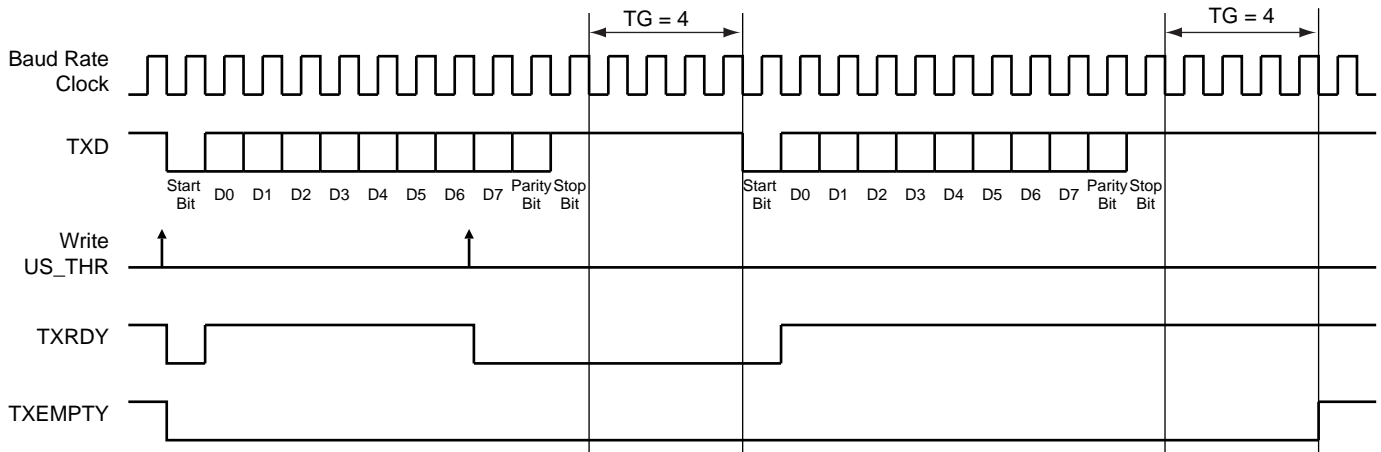 TG = 4
TG = 4
Baud Rate
Clock
TXD
Start
Bit
D0
D1
D2
D3
D4
D5
D6
D7
Parity
Bit
Stop
Bit
Start
Bit
D0
D1
D2
D3
D4
D5
D6
D7
Parity
Bit
Stop
Bit
Write
US_THR
TXRDY
TXEMPTY